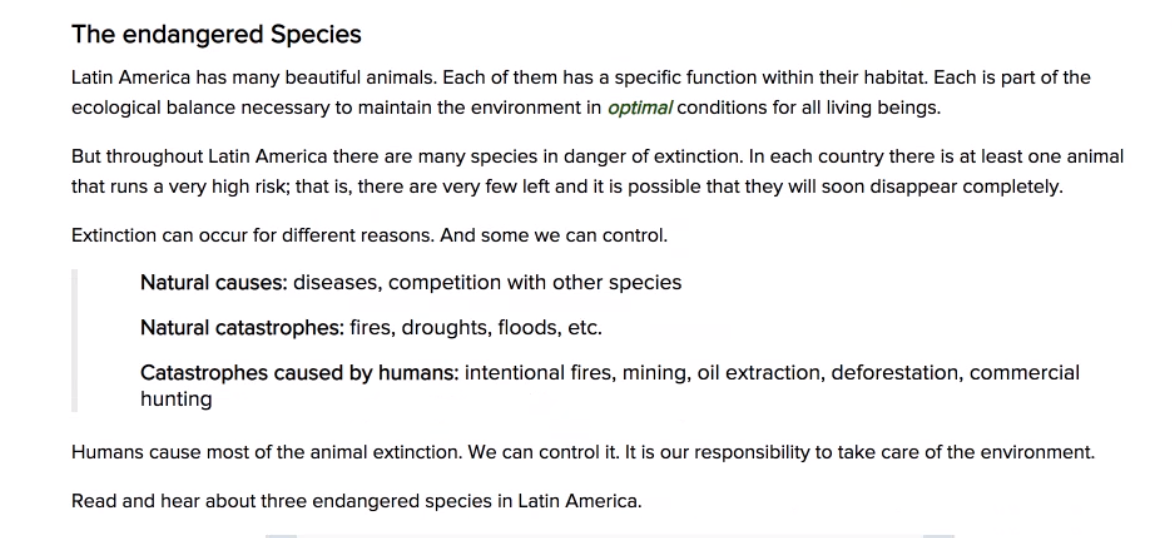 The endangered Species
Latin America has many beautiful animals. Each of them has a specific function within their habitat. Each is part of the
ecological balance necessary to maintain the environment in optimal conditions for all living beings.
But throughout Latin America there are many species in danger of extinction. In each country there is at least one animal
that runs a very high risk; that is, there are very few left and it is possible that they will soon disappear completely.
Extinction can occur for different reasons. And some we can control.
Natural causes: diseases, competition with other species
Natural catastrophes: fires, droughts, floods, etc.
Catastrophes caused by humans: intentional fires, mining, oil extraction, deforestation, commercial
hunting
Humans cause most of the animal extinction. We can control it. It is our responsibility to take care of the environment.
Read and hear about three endangered species in Latin America.